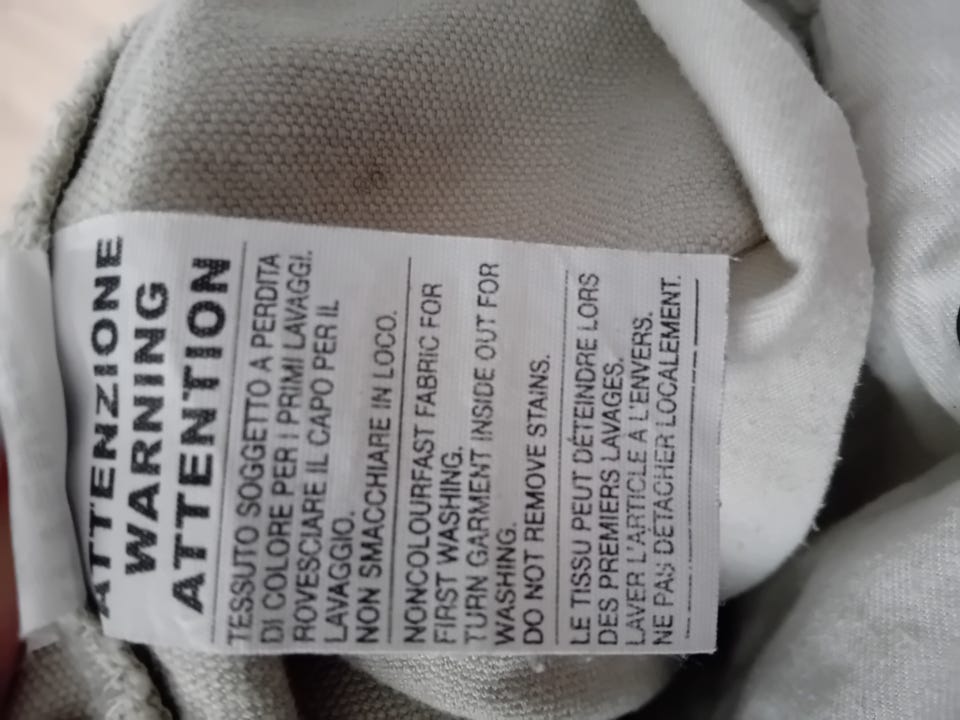 ATTENZIONE
WARNING
ATTENTION
TESSUTO SOGGETTO A PERDITA
DI COLORE PER I PRIMI LAVAGGI.
ROVESCIARE IL CAPO PER IL
LAVAGGIO.
NON SMACCHIARE IN LOCO.
NONCOLOURFAST FABRIC FOR
FIRST WASHING.
TURN GARMENT INSIDE OUT FOR
WASHING.
DO NOT REMOVE STAINS.
LE TISSU PEUT DÉTEINDRE LORS
DES PREMIERS LAVAGES.
LAVER L'ARTICLE A L'ENVERS.
NE PAS DÉTACHER LOCALEMENT.